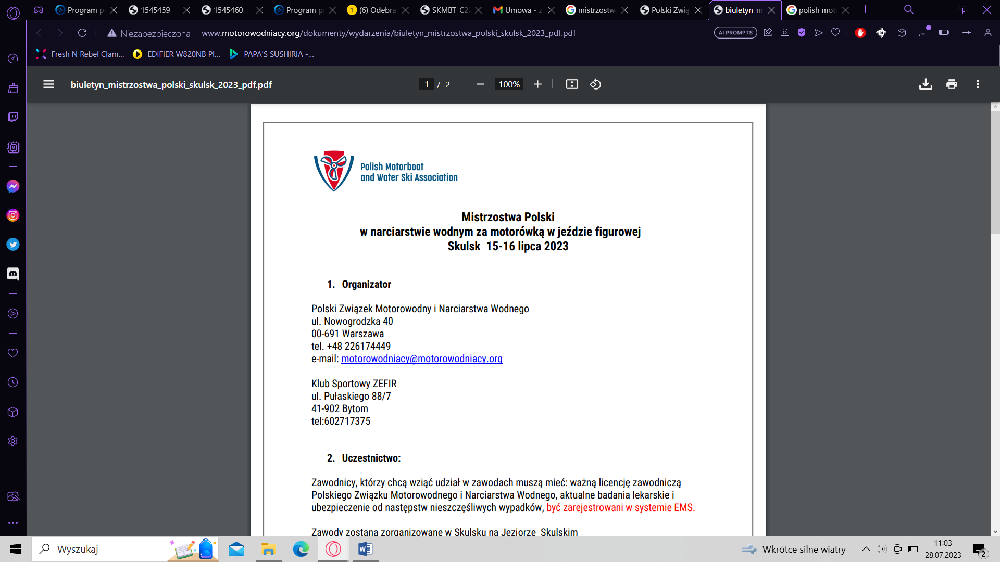 Program p
1545459
1545460
Program p
(6) Odebra
SKMBT_C2
Umowa - z
mistrzostw
Polski Zwią
biuletyn_m
polish mot
Niezabezpieczona
www.motorowodniacy.org/dokumenty/wydarzenia/biuletyn_mistrzostwa_polski_skulsk_2023_pdf.pdf
AI PROMPTS
Fresh N Rebel Clam...
EDIFIER W820NB Pl...
PAPA'S SUSHIRIA -...
biuletyn_mistrzostwa_polski_skulsk_2023_pdf.pdf
1 / 2
100%
Polish Motorboat
and Water Ski Association
Mistrzostwa Polski
w narciarstwie wodnym za motorówką w jeździe figurowej
Skulsk 15-16 lipca 2023
1. Organizator
Polski Związek Motorowodny i Narciarstwa Wodnego
ul. Nowogrodzka 40
00-691 Warszawa
tel. +48 226174449
e-mail: motorowodniacy@motorowodniacy.org
Klub Sportowy ZEFIR
ul. Pułaskiego 88/7
41-902 Bytom
tel:602717375
2. Uczestnictwo:
Zawodnicy, którzy chcą wziąć udział w zawodach muszą mieć: ważną licencję zawodniczą
Polskiego Związku Motorowodnego i Narciarstwa Wodnego, aktualne badania lekarskie i
ubezpieczenie od następstw nieszczęśliwych wypadków, być zarejestrowani w systemie EMS.
Zawody zostaną zorganizowane w Skulsku na Jeziorze Skulskim
Wyszukaj
Wkrótce silne wiatry
11:03
28.07.2023
2